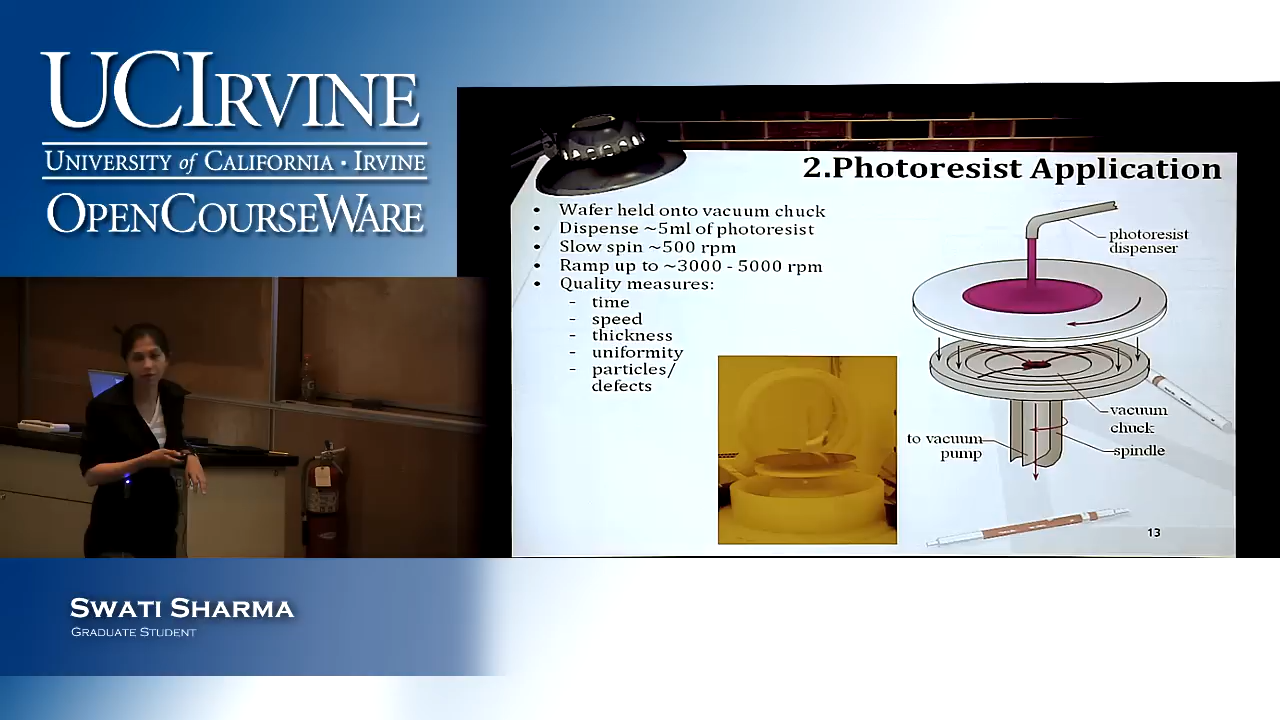 UCIRVINE
UNIVERSITY of CALIFORNIA · IRVINE
OPENCOURSEWARE
2.Photoresist Application
• Wafer held onto vacuum chuck
• Dispense ~5ml of photoresist
• Slow spin ~500 rpm
• Ramp up to ~3000 - 5000 rpm
• Quality measures:
- time
- speed
- thickness
- uniformity
- particles/
defects
photoresist
dispenser
vacuum
chuck
to vacuum
pump
spindle
13
SWATI SHARMA
GRADUATE STUDENT